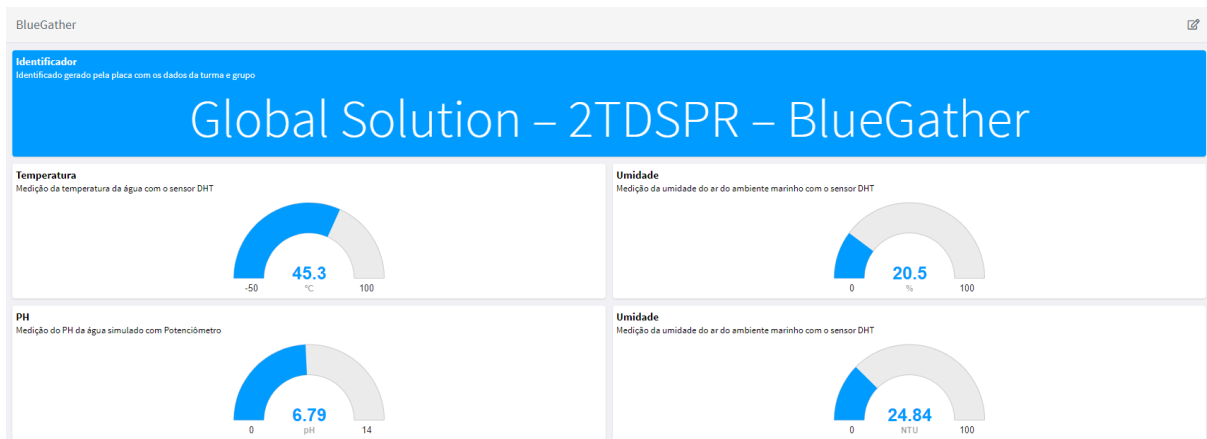 BlueGather
Identificador
Identificado gerado pela placa com os dados da turma e grupo
Global Solution – 2TDSPR – BlueGather
Temperatura
Medição da temperatura da água com o sensor DHT
45.3
°C
-50
100
Umidade
Medição da umidade do ar do ambiente marinho com o sensor DHT
20.5
%
0
100
PH
Medição do PH da água simulado com Potenciômetro
6.79
pH
0
14
Umidade
Medição da umidade do ar do ambiente marinho com o sensor DHT
24.84
NTU
0
100